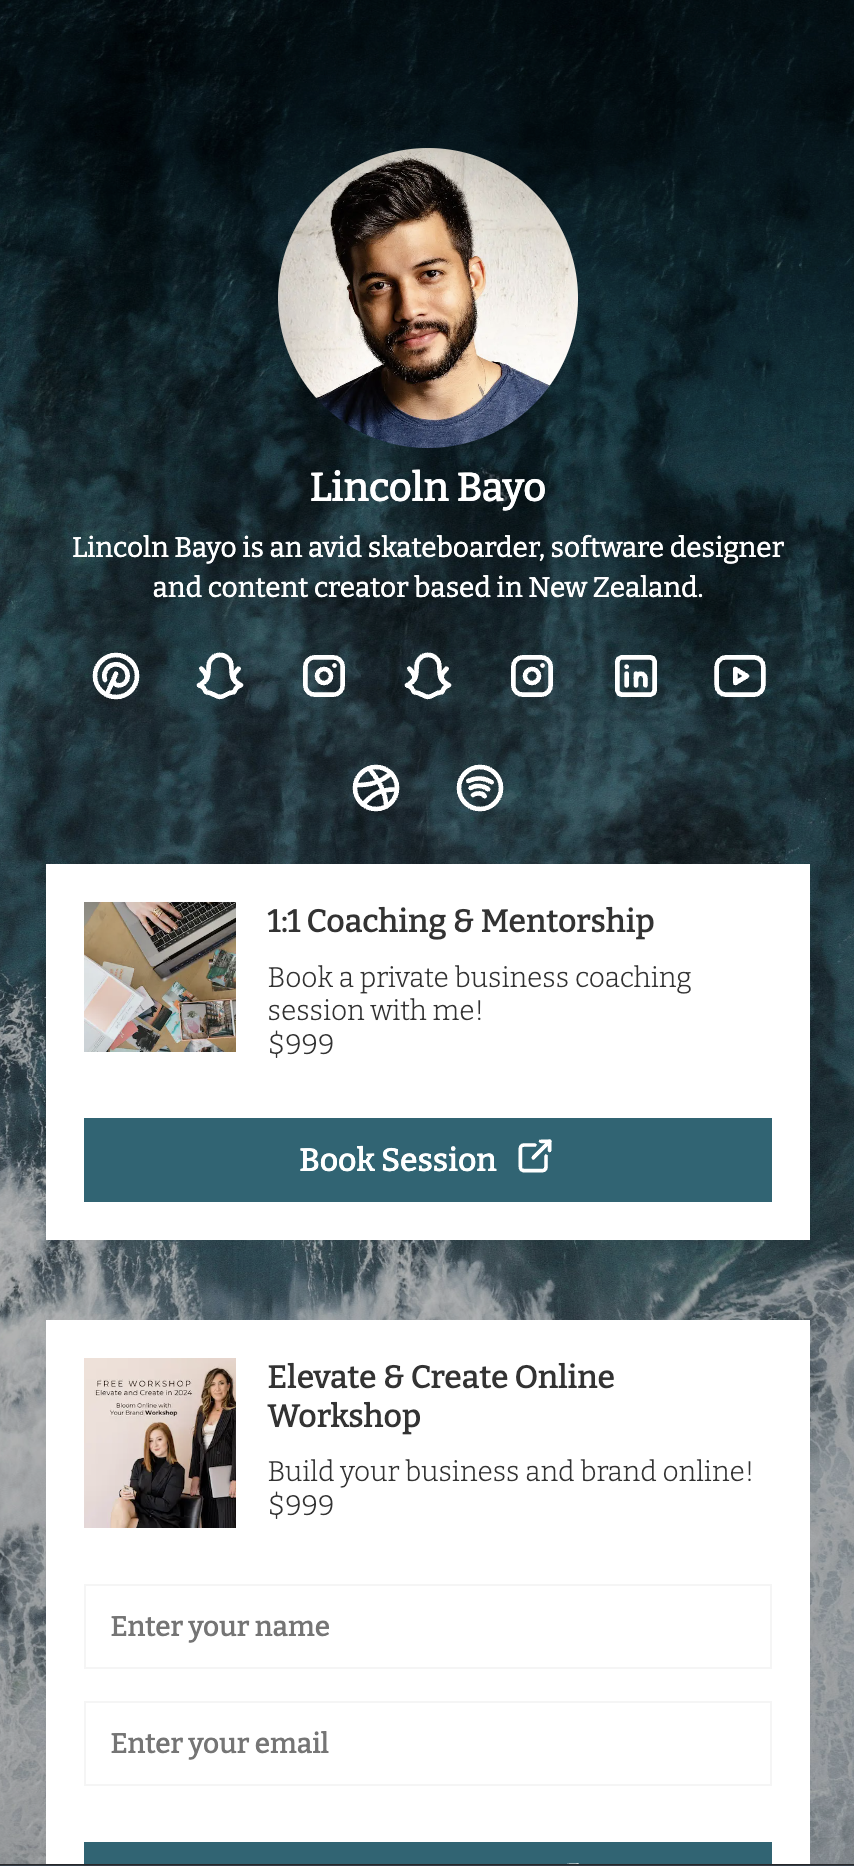 Lincoln Bayo
Lincoln Bayo is an avid skateboarder, software designer
and content creator based in New Zealand.
1:1 Coaching & Mentorship
Book a private business coaching
session with me!
$999
Book Session
FREE WORKSHOP
Elevate and Create in 2024
Bloom Online with
Your Brand Workshop
Elevate & Create Online
Workshop
Build your business and brand online!
$999
Enter your name
Enter your email